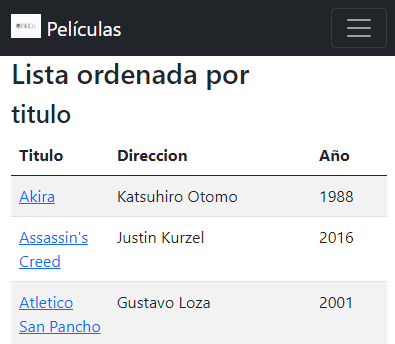 Películas
Lista ordenada por
titulo
Titulo Direccion Año
Akira Katsuhiro Otomo 1988
Assassin's Justin Kurzel 2016
Creed
Atletico Gustavo Loza 2001
San Pancho